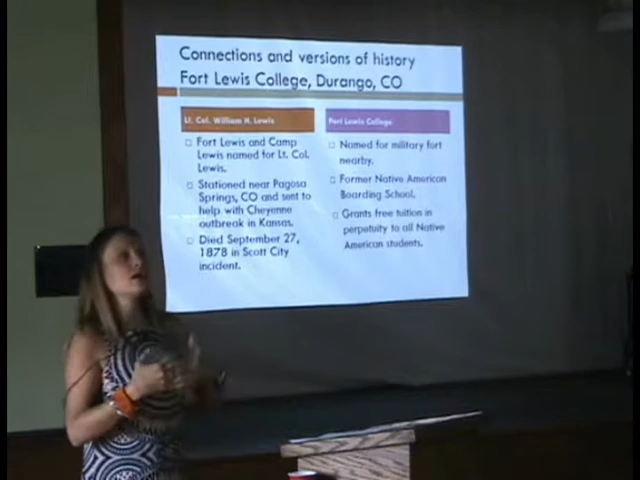 Connections and versions of history
Fort Lewis College, Durango, CO
Lt. Col. William H. Lewis
Fort Lewis and Camp
Lewis named for Lt. Col.
Lewis.
Stationed near Pagosa
Springs, CO and sent to
help with Cheyenne
outbreak in Kansas.
Died September 27,
1878 in Scott City
incident.
Fort Lewis College
Named for military fort
nearby.
Former Native American
Boarding School.
Grants free tuition in
perpetuity to all Native
American students.